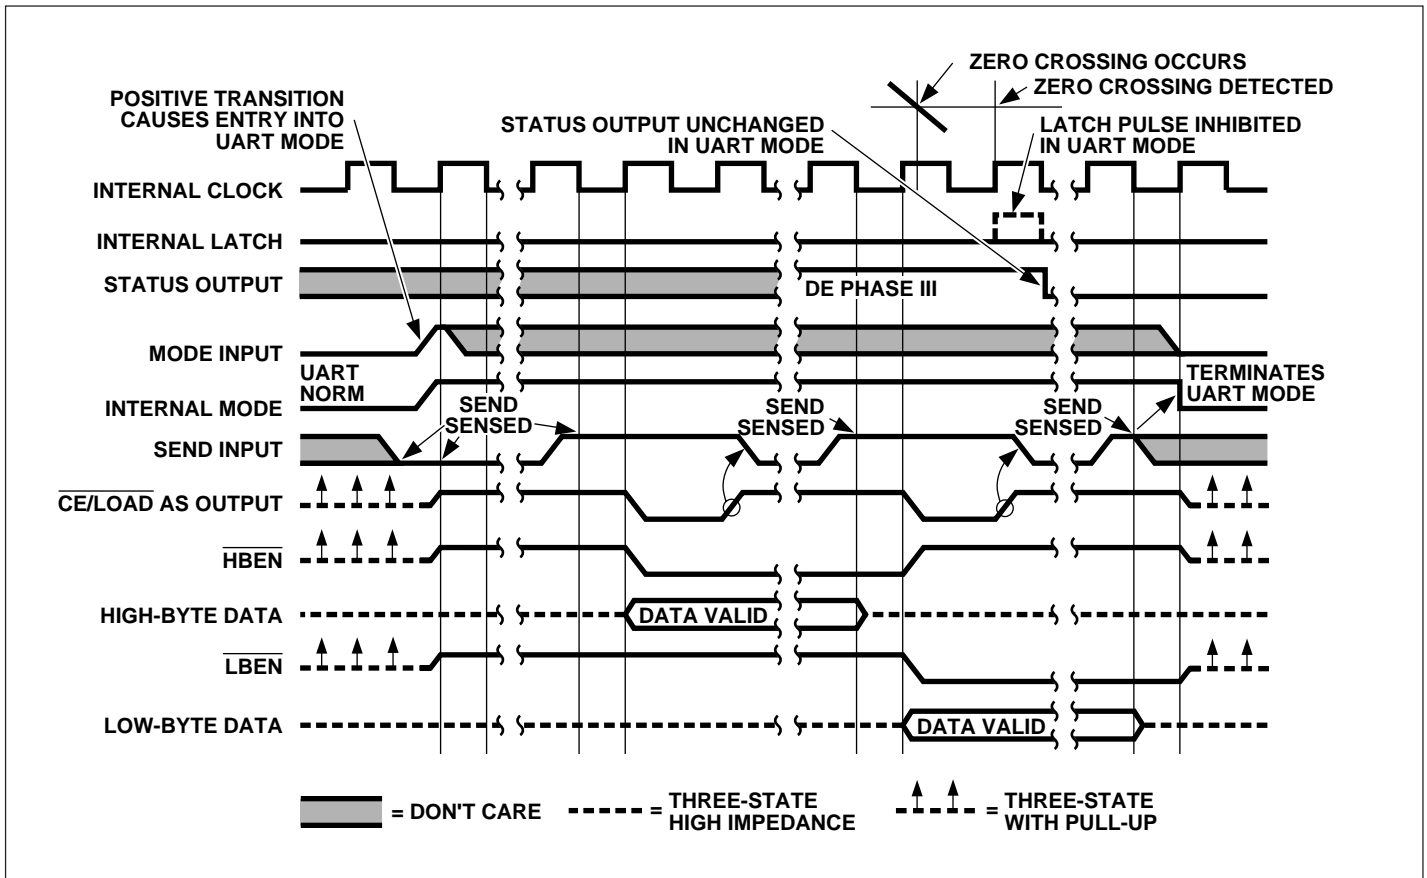 ZERO CROSSING OCCURS
ZERO CROSSING DETECTED
POSITIVE TRANSITION
CAUSES ENTRY INTO
UART MODE
STATUS OUTPUT UNCHANGED
IN UART MODE
LATCH PULSE INHIBITED
IN UART MODE
INTERNAL CLOCK
INTERNAL LATCH
STATUS OUTPUT
DE PHASE III
MODE INPUT
UART
NORM
TERMINATES
UART MODE
INTERNAL MODE
SEND
SENSED
SEND
SENSED
SEND
SENSED
SEND INPUT
CE/LOAD AS OUTPUT
HBEN
HIGH-BYTE DATA
DATA VALID
LBEN
LOW-BYTE DATA
DATA VALID
= DON'T CARE
= THREE-STATE
HIGH IMPEDANCE
= THREE-STATE
WITH PULL-UP